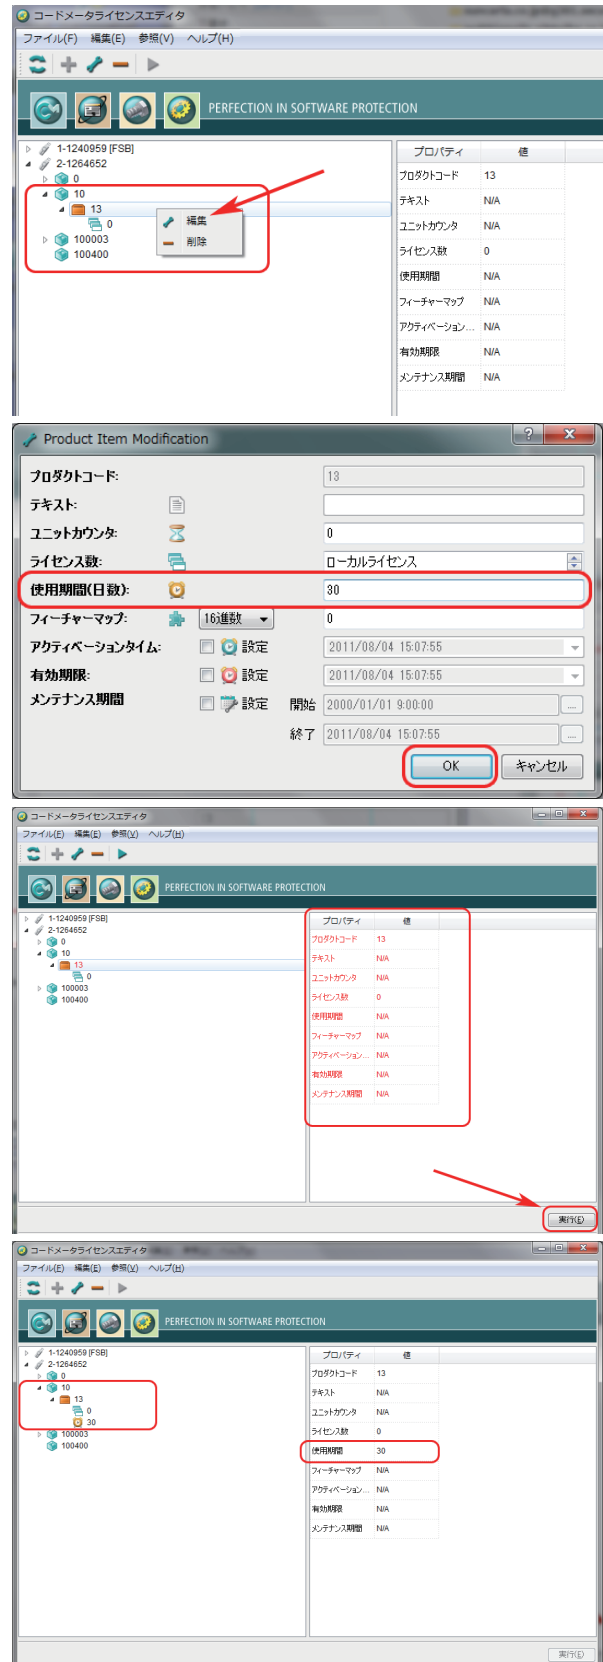 コードメータライセンスエディタ
ファイル(F) 編集(E) 参照(V) ヘルプ(H)
PERFECTION IN SOFTWARE PROTECTION
1-1240959 [FSB]
2-1264652
0
10
13
0
100003
100400
編集
削除
プロパティ 値
プロダクトコード 13
テキスト N/A
ユニットカウンタ N/A
ライセンス数 0
使用期間 N/A
フィーチャーマップ N/A
アクティベーション... N/A
有効期限 N/A
メンテナンス期間 N/A
Product Item Modification
プロダクトコード: 13
テキスト:
ユニットカウンタ: 0
ライセンス数: ローカルライセンス
使用期間(日数): 30
フィーチャーマップ: 16進数 0
アクティベーションタイム: 設定 2011/08/04 15:07:55
有効期限: 設定 2011/08/04 15:07:55
メンテナンス期間 設定 開始 2000/01/01 9:00:00 ...
終了 2011/08/04 15:07:55 ...
OK キャンセル
コードメータライセンスエディタ
ファイル(F) 編集(E) 参照(V) ヘルプ(H)
PERFECTION IN SOFTWARE PROTECTION
1-1240959 [FSB]
2-1264652
0
10
13
0
100003
100400
プロパティ 値
プロダクトコード 13
テキスト N/A
ユニットカウンタ N/A
ライセンス数 0
使用期間 N/A
フィーチャーマップ N/A
アクティベーション... N/A
有効期限 N/A
メンテナンス期間 N/A
実行(E)
コードメータライセンスエディタ
ファイル(F) 編集(E) 参照(V) ヘルプ(H)
PERFECTION IN SOFTWARE PROTECTION
1-1240959 [FSB]
2-1264652
0
10
13
0
30
100003
100400
プロパティ 値
プロダクトコード 13
テキスト N/A
ユニットカウンタ N/A
ライセンス数 0
使用期間 30
フィーチャーマップ N/A
アクティベーション... N/A
有効期限 N/A
メンテナンス期間 N/A
実行(E)